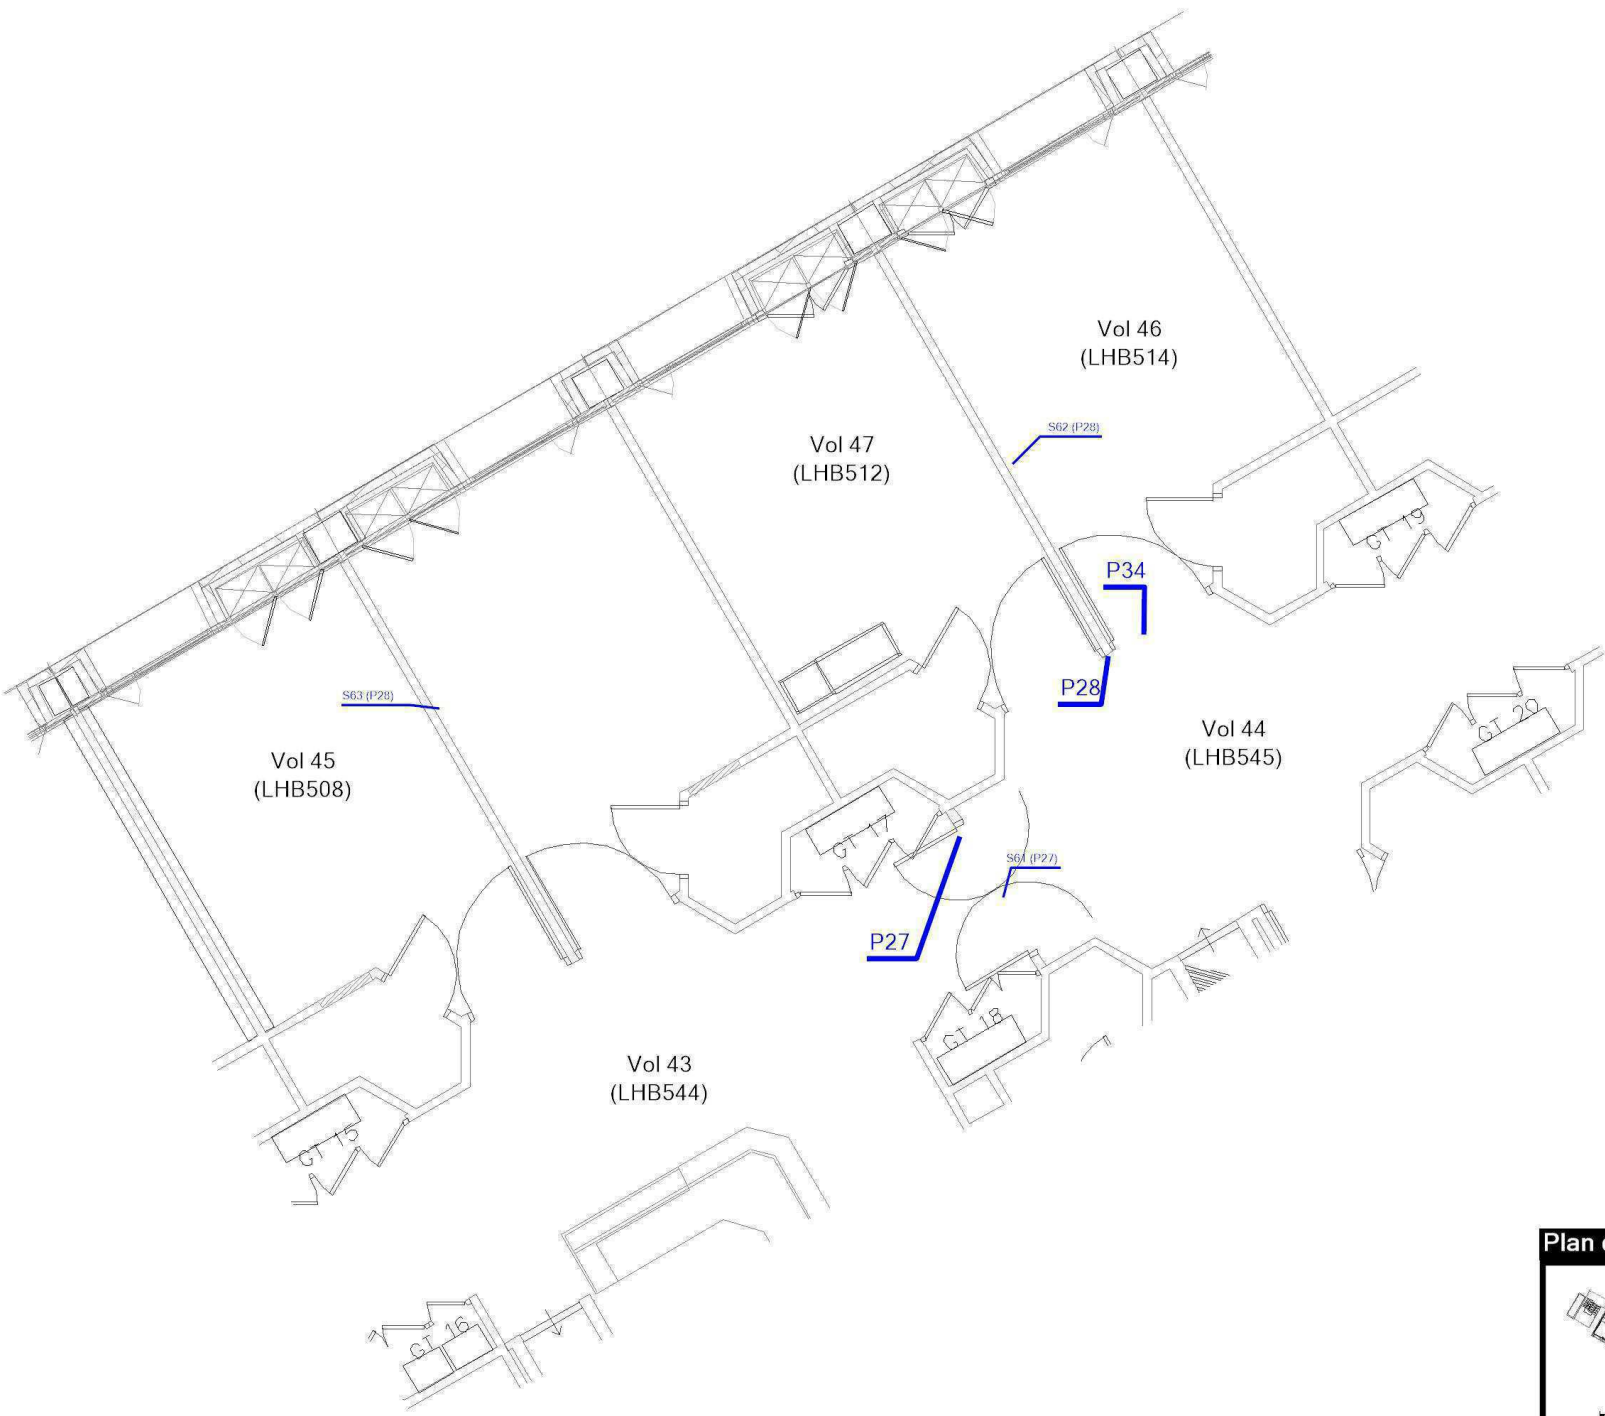 Vol 46
(LHB514)
S62 (P28)
Vol 47
(LHB512)
GT 19
P34
P28
S63 (P28)
Vol 45
(LHB508)
Vol 44
(LHB545)
GT 29
GT 17
S61 (P27)
P27
GT 18
Vol 43
(LHB544)
GT 15
GT 16
Plan